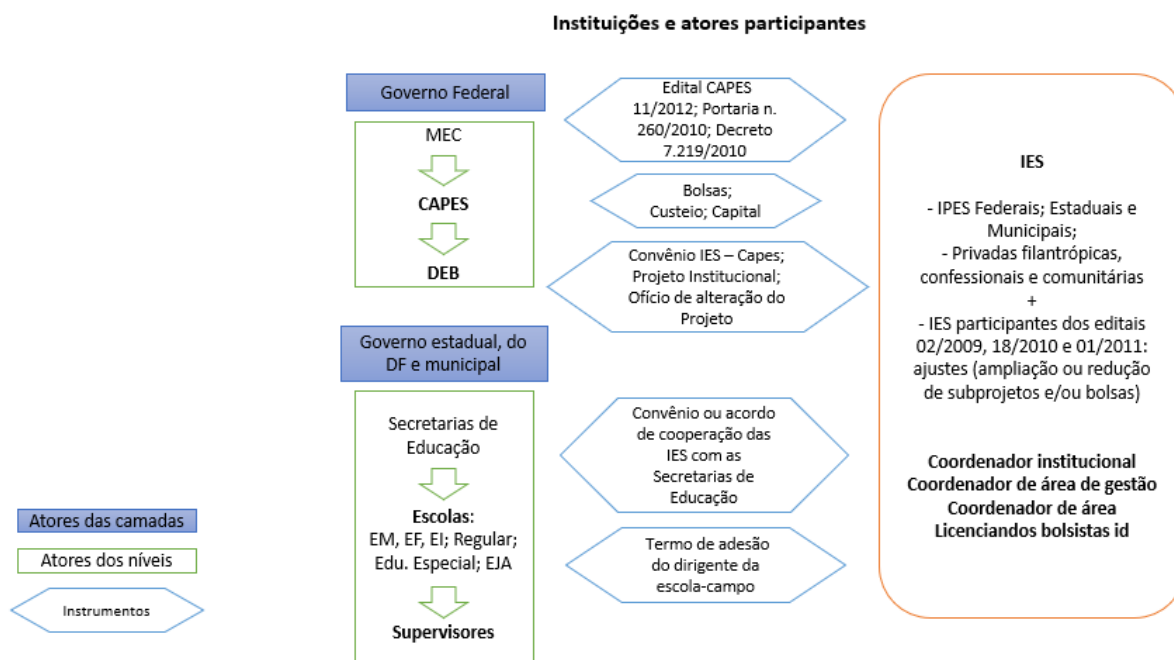 Instituições e atores participantes
Governo Federal
MEC
CAPES
DEB
Edital CAPES
11/2012; Portaria n.
260/2010; Decreto
7.219/2010
Bolsas;
Custeio; Capital
Convênio IES – Capes;
Projeto Institucional;
Ofício de alteração do
Projeto
Governo estadual, do
DF e municipal
Secretarias de
Educação
Escolas:
EM, EF, EI; Regular;
Edu. Especial; EJA
Supervisores
Convênio ou acordo
de cooperação das
IES com as
Secretarias de
Educação
Termo de adesão
do dirigente da
escola-campo
IES
- IPES Federais; Estaduais e
Municipais;
- Privadas filantrópicas,
confessionais e comunitárias
+
- IES participantes dos editais
02/2009, 18/2010 e 01/2011:
ajustes (ampliação ou redução
de subprojetos e/ou bolsas)
Coordenador institucional
Coordenador de área de gestão
Coordenador de área
Licenciandos bolsistas id
Atores das camadas
Atores dos níveis
Instrumentos